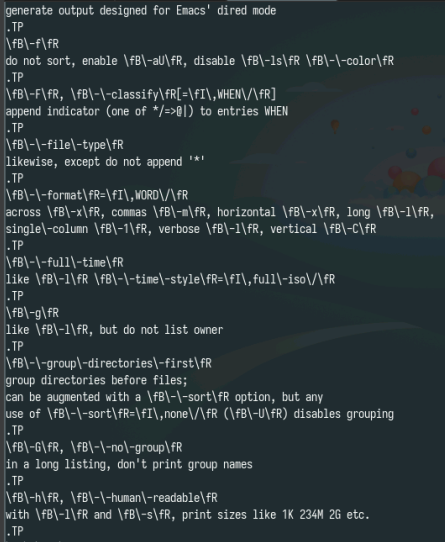 generate output designed for Emacs' dired mode
.TP
\fB\-f\fR
do not sort, enable \fB\-aU\fR, disable \fB\-ls\fR \fB\-\-color\fR
.TP
\fB\-F\fR, \fB\-\-classify\fR[=\fI\,WHEN\/\fR]
append indicator (one of */=>@|) to entries WHEN
.TP
\fB\-\-file\-type\fR
likewise, except do not append '*'
.TP
\fB\-\-format\fR=\fI\,WORD\/\fR
across \fB\-x\fR, commas \fB\-m\fR, horizontal \fB\-x\fR, long \fB\-l\fR,
single\-column \fB\-1\fR, verbose \fB\-l\fR, vertical \fB\-C\fR
.TP
\fB\-\-full\-time\fR
like \fB\-l\fR \fB\-\-time\-style\fR=\fI\,full\-iso\/\fR
.TP
\fB\-g\fR
like \fB\-l\fR, but do not list owner
.TP
\fB\-\-group\-directories\-first\fR
group directories before files;
can be augmented with a \fB\-\-sort\fR option, but any
use of \fB\-\-sort\fR=\fI\,none\/\fR (\fB\-U\fR) disables grouping
.TP
\fB\-G\fR, \fB\-\-no\-group\fR
in a long listing, don't print group names
.TP
\fB\-h\fR, \fB\-\-human\-readable\fR
with \fB\-l\fR and \fB\-s\fR, print sizes like 1K 234M 2G etc.
.TP